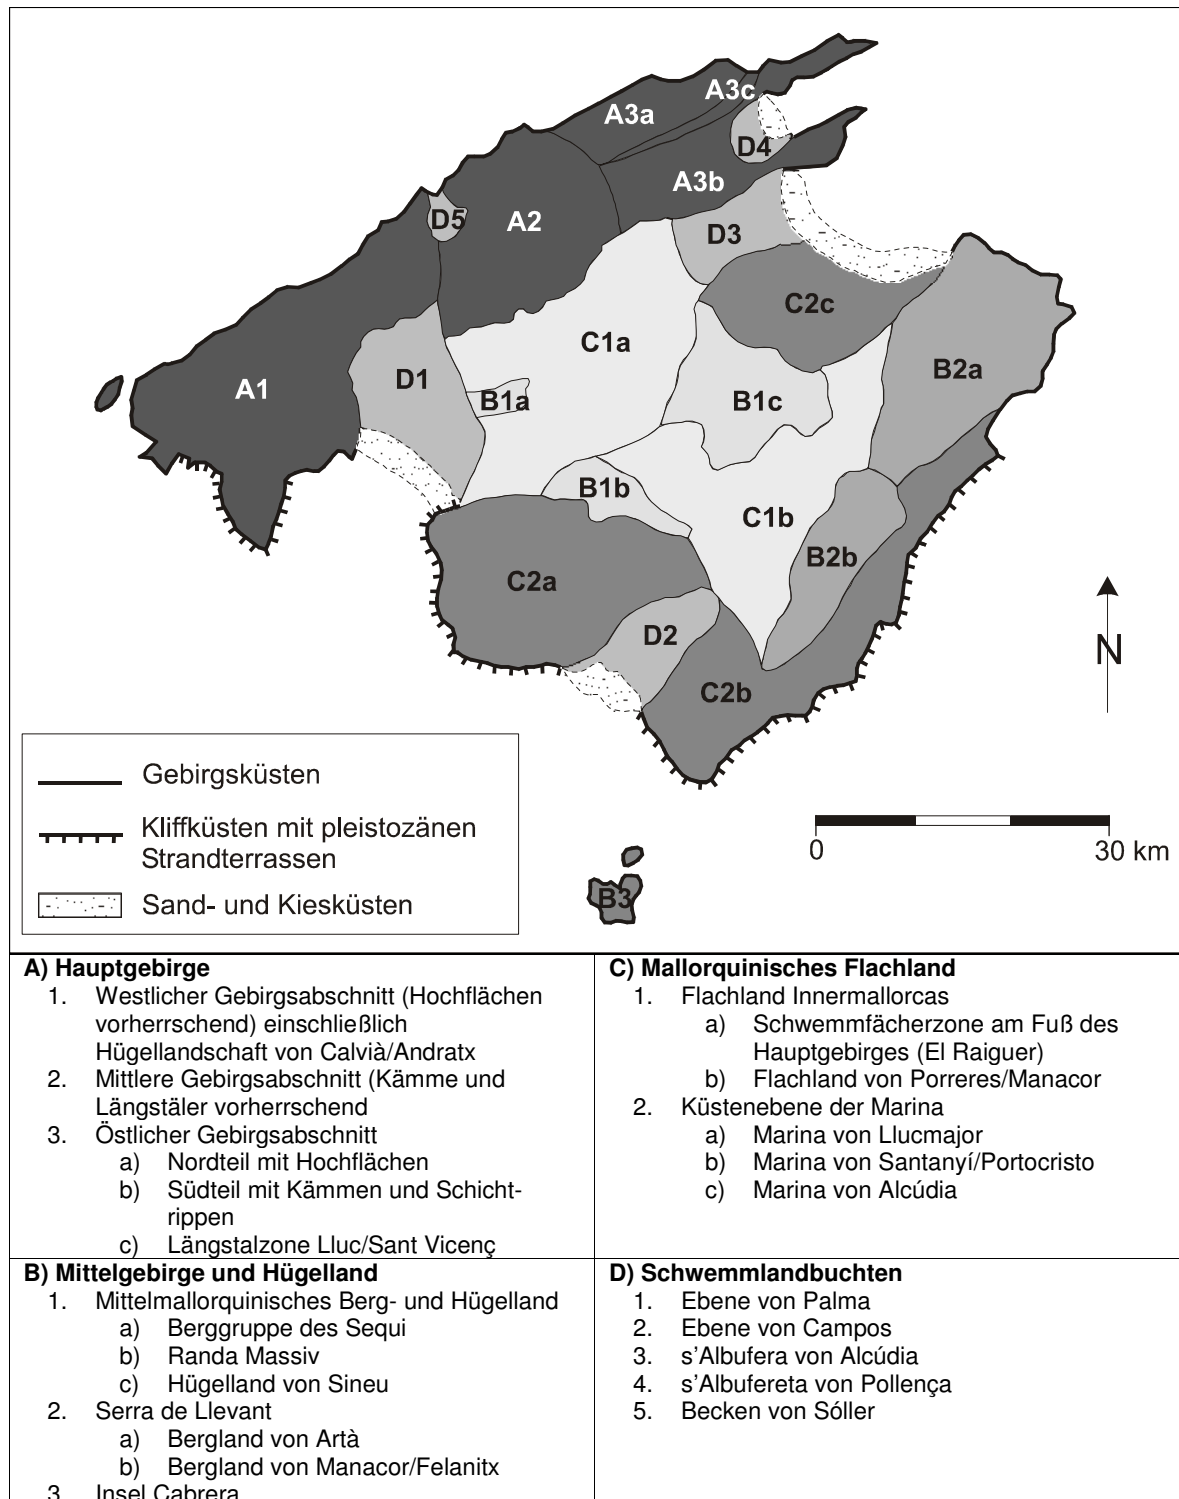 A3c
A3a
D4
A3b
D5
A2
D3
C2c
C1a
B2a
D1
A1
B1a
B1c
B1b
C1b
B2b
C2a
D2
N
C2b
Gebirgsküsten
Kliffküsten mit pleistozänen
Strandterrassen
Sand- und Kiesküsten
0 30 km
B3
A) Hauptgebirge
1. Westlicher Gebirgsabschnitt (Hochflächen
vorherrschend) einschließlich
Hügellandschaft von Calvià/Andratx
2. Mittlere Gebirgsabschnitt (Kämme und
Längstäler vorherrschend
3. Östlicher Gebirgsabschnitt
a) Nordteil mit Hochflächen
b) Südteil mit Kämmen und Schicht-
rippen
c) Längstalzone Lluc/Sant Vicenç
C) Mallorquinisches Flachland
1. Flachland Innermallorcas
a) Schwemmfächerzone am Fuß des
Hauptgebirges (El Raiguer)
b) Flachland von Porreres/Manacor
2. Küstenebene der Marina
a) Marina von Llucmajor
b) Marina von Santanyí/Portocristo
c) Marina von Alcúdia
B) Mittelgebirge und Hügelland
1. Mittelmallorquinisches Berg- und Hügelland
a) Berggruppe des Sequi
b) Randa Massiv
c) Hügelland von Sineu
2. Serra de Llevant
a) Bergland von Artà
b) Bergland von Manacor/Felanitx
3. Insel Cabrera
D) Schwemmlandbuchten
1. Ebene von Palma
2. Ebene von Campos
3. s’Albufera von Alcúdia
4. s’Albufereta von Pollença
5. Becken von Sóller